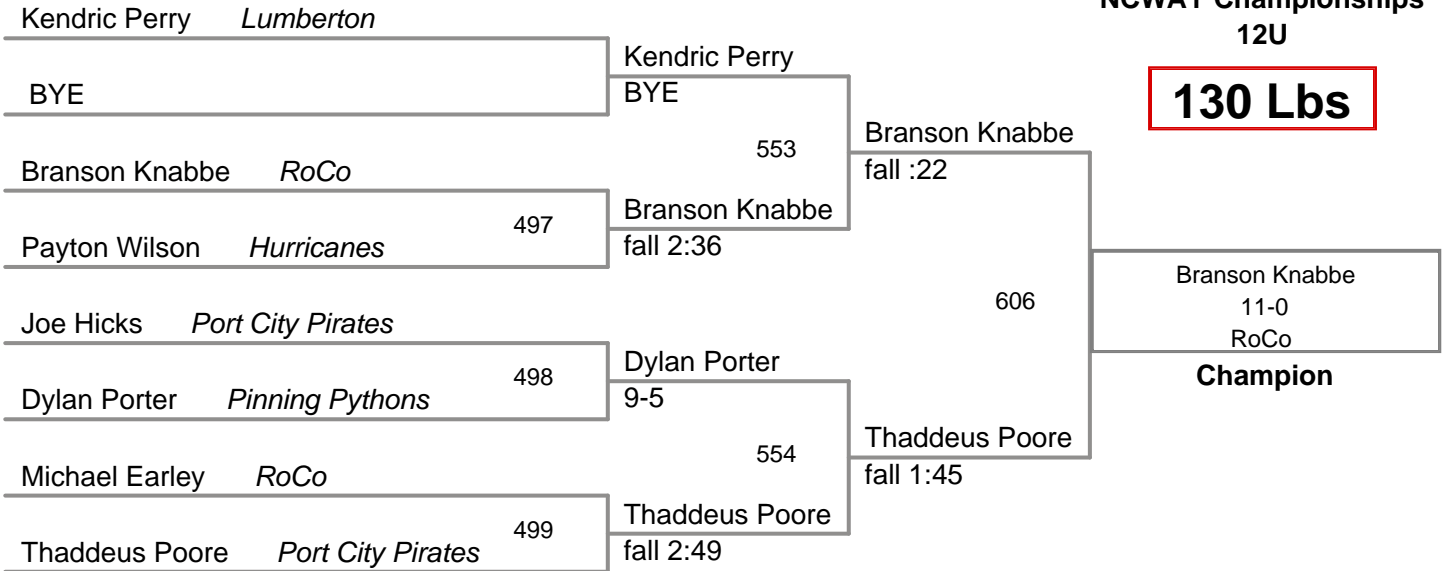 NCWAY Championships
12U
130 Lbs
Kendric Perry Lumberton
BYE
Branson Knabbe RoCo
Payton Wilson Hurricanes
Joe Hicks Port City Pirates
Dylan Porter Pinning Pythons
Michael Earley RoCo
Thaddeus Poore Port City Pirates
497
498
499
Kendric Perry
BYE
Branson Knabbe
fall 2:36
Dylan Porter
9-5
Thaddeus Poore
fall 2:49
553
554
Branson Knabbe
fall :22
Thaddeus Poore
fall 1:45
606
Branson Knabbe
11-0
RoCo
Champion